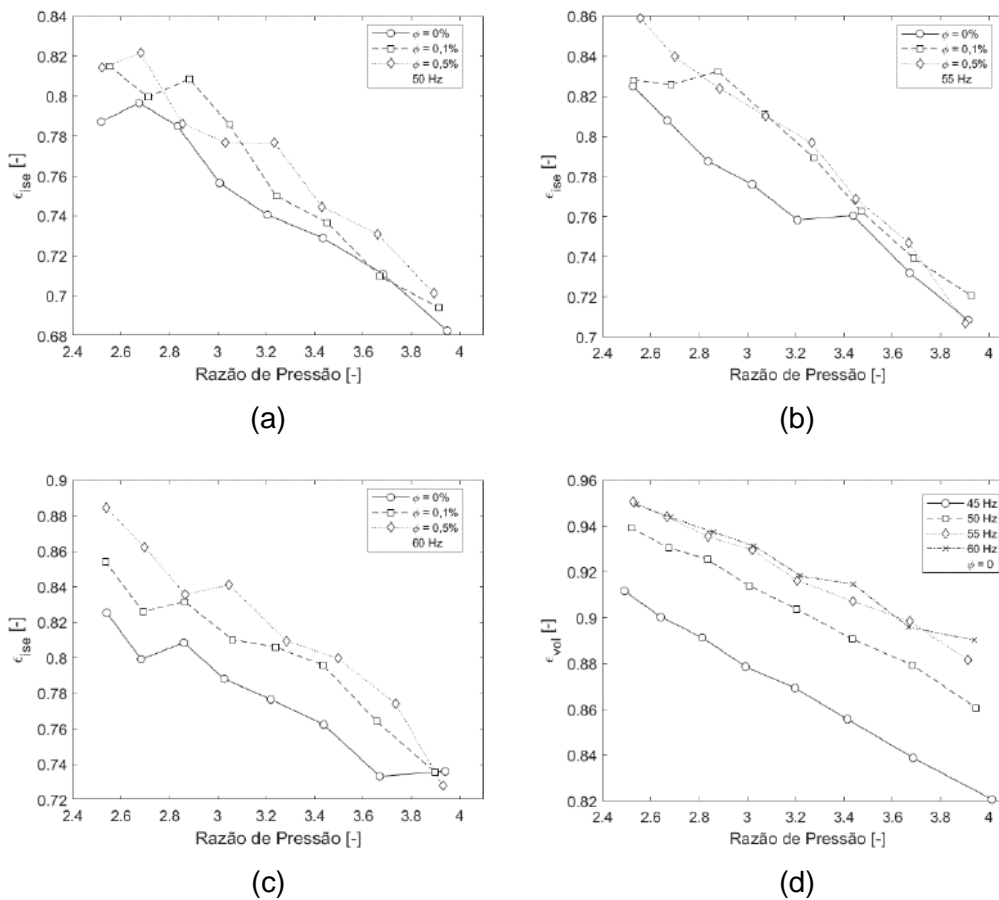 0.84
0.82
0.8
0.78
0.76
0.74
0.72
0.7
0.68
ϵise [-]
ϕ = 0%
ϕ = 0,1%
ϕ = 0,5%
50 Hz
2.4 2.6 2.8 3 3.2 3.4 3.6 3.8 4
Razão de Pressão [-]
(a)
0.86
0.84
0.82
0.8
0.78
0.76
0.74
0.72
0.7
ϵise [-]
ϕ = 0%
ϕ = 0,1%
ϕ = 0,5%
55 Hz
2.4 2.6 2.8 3 3.2 3.4 3.6 3.8 4
Razão de Pressão [-]
(b)
0.9
0.88
0.86
0.84
0.82
0.8
0.78
0.76
0.74
0.72
ϵise [-]
ϕ = 0%
ϕ = 0,1%
ϕ = 0,5%
60 Hz
2.4 2.6 2.8 3 3.2 3.4 3.6 3.8 4
Razão de Pressão [-]
(c)
0.96
0.94
0.92
0.9
0.88
0.86
0.84
0.82
ϵvol [-]
45 Hz
50 Hz
55 Hz
60 Hz
ϕ = 0
2.4 2.6 2.8 3 3.2 3.4 3.6 3.8 4
Razão de Pressão [-]
(d)